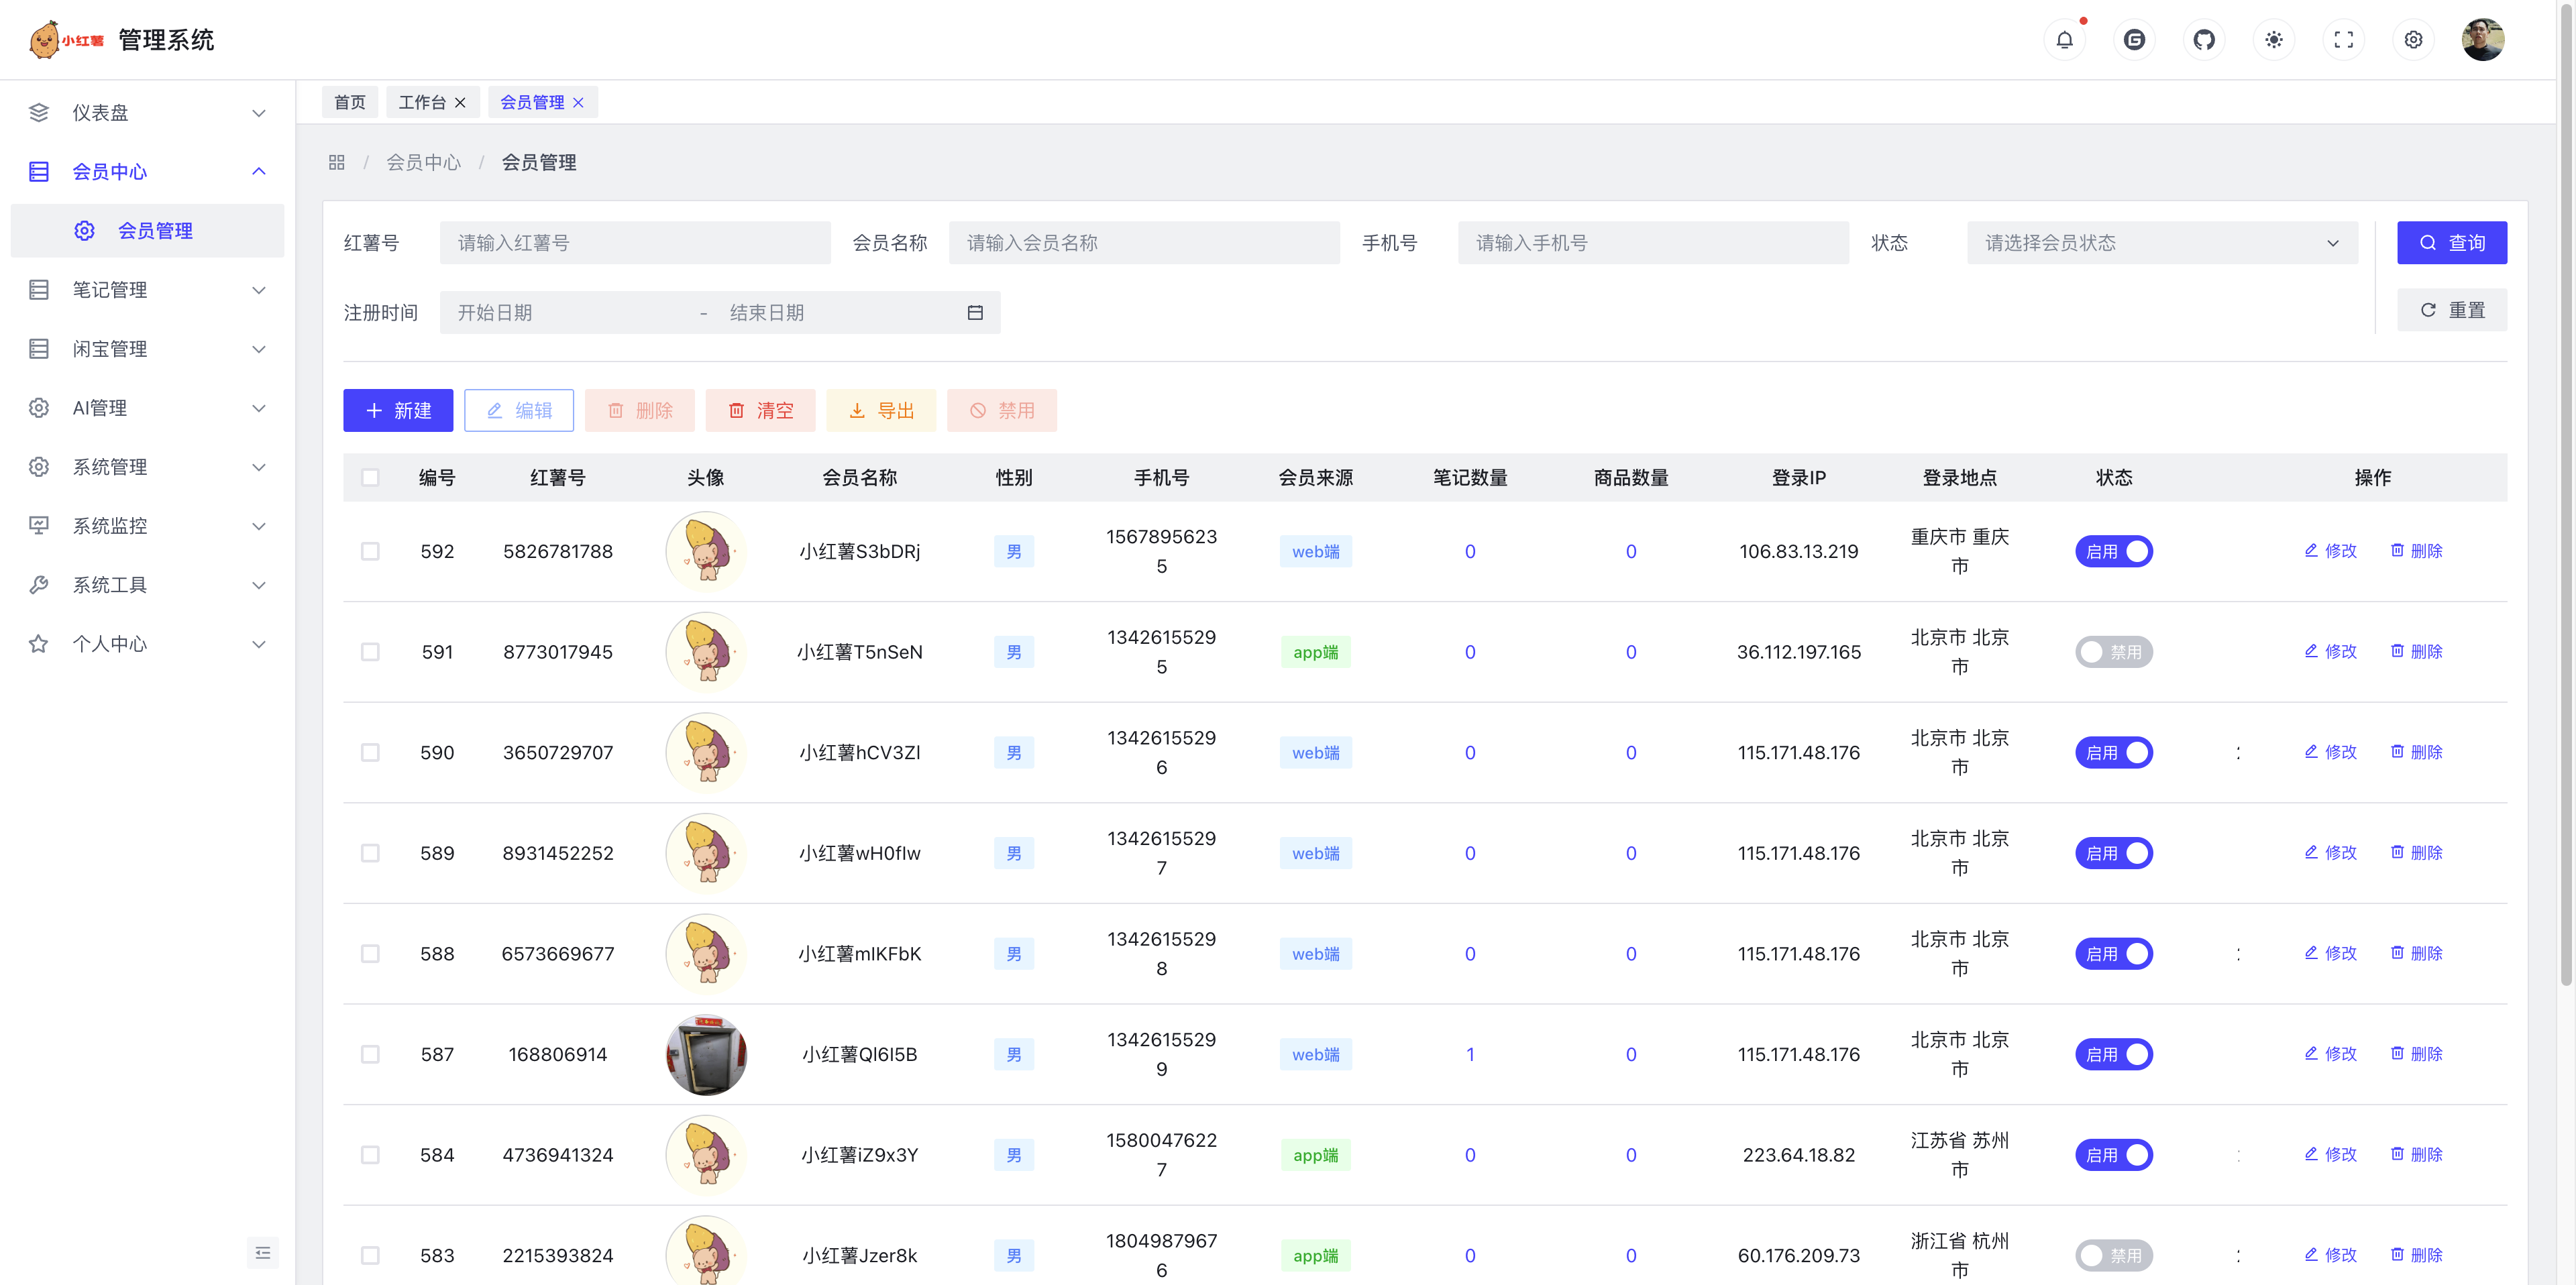 小红薯 管理系统
仪表盘
会员中心
会员管理
笔记管理
闲宝管理
AI管理
系统管理
系统监控
系统工具
个人中心
首页 工作台 会员管理
/ 会员中心 / 会员管理
红薯号 请输入红薯号 会员名称 请输入会员名称 手机号 请输入手机号 状态 请选择会员状态 查询
注册时间 开始日期 - 结束日期 重置
新建 编辑 删除 清空 导出 禁用
编号 红薯号 头像 会员名称 性别 手机号 会员来源 笔记数量 商品数量 登录IP 登录地点 状态 操作
592 5826781788 小红薯S3bDRj 男 15678956235 web端 0 0 106.83.13.219 重庆市 重庆市 启用 修改 删除
591 8773017945 小红薯T5nSeN 男 13426155295 app端 0 0 36.112.197.165 北京市 北京市 禁用 修改 删除
590 3650729707 小红薯hCV3Zl 男 13426155296 web端 0 0 115.171.48.176 北京市 北京市 启用 修改 删除
589 8931452252 小红薯wH0flw 男 13426155297 web端 0 0 115.171.48.176 北京市 北京市 启用 修改 删除
588 6573669677 小红薯mIKFbK 男 13426155298 web端 0 0 115.171.48.176 北京市 北京市 启用 修改 删除
587 168806914 小红薯Ql6I5B 男 13426155299 web端 1 0 115.171.48.176 北京市 北京市 启用 修改 删除
584 4736941324 小红薯iZ9x3Y 男 15800476227 app端 0 0 223.64.18.82 江苏省 苏州市 启用 修改 删除
583 2215393824 小红薯Jzer8k 男 18049879676 app端 0 0 60.176.209.73 浙江省 杭州市 禁用 修改 删除